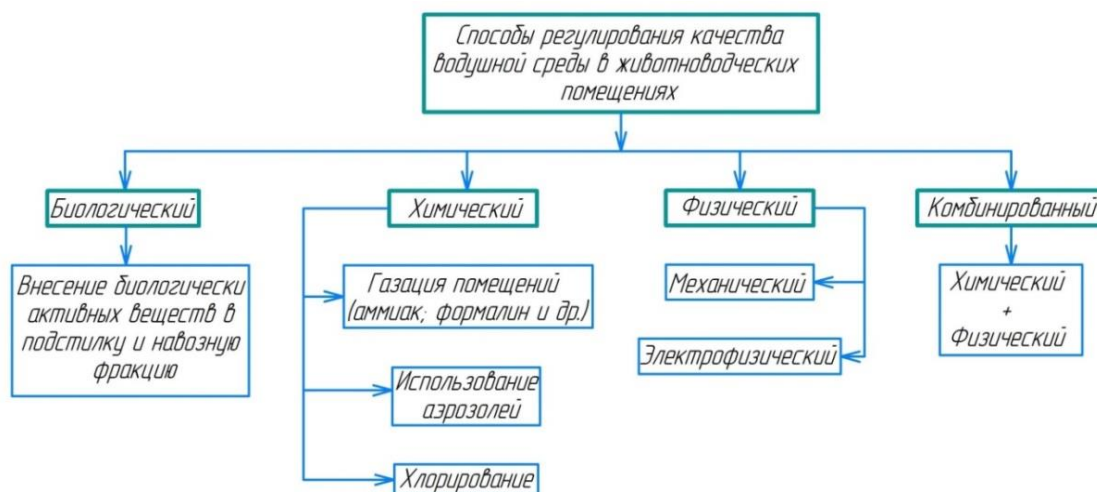 Способы регулирования качества
водушной среды в животноводческих
помещениях
Биологический
Химический
Физический
Комбинированный
Внесение биологически
активных веществ в
подстилку и навозную
фракцию
Газация помещений
(аммиак; формалин и др.)
Использование
аэрозолей
Хлорирование
Механический
Электрофизический
Химический
+
Физический